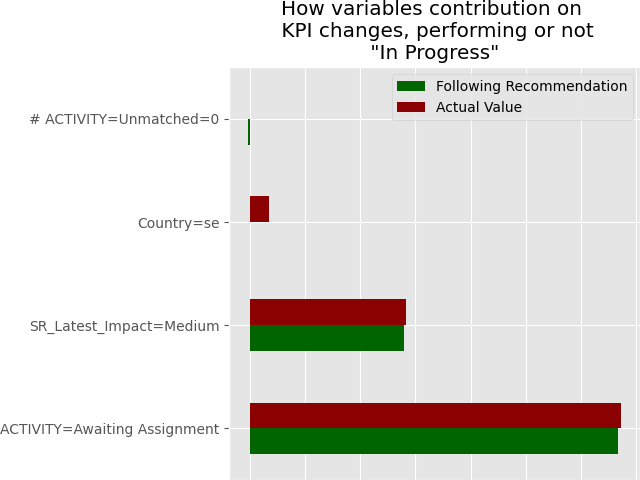 How variables contribution on
KPI changes, performing or not
"In Progress"
Following Recommendation
Actual Value
# ACTIVITY=Unmatched=0
Country=se
SR_Latest_Impact=Medium
ACTIVITY=Awaiting Assignment